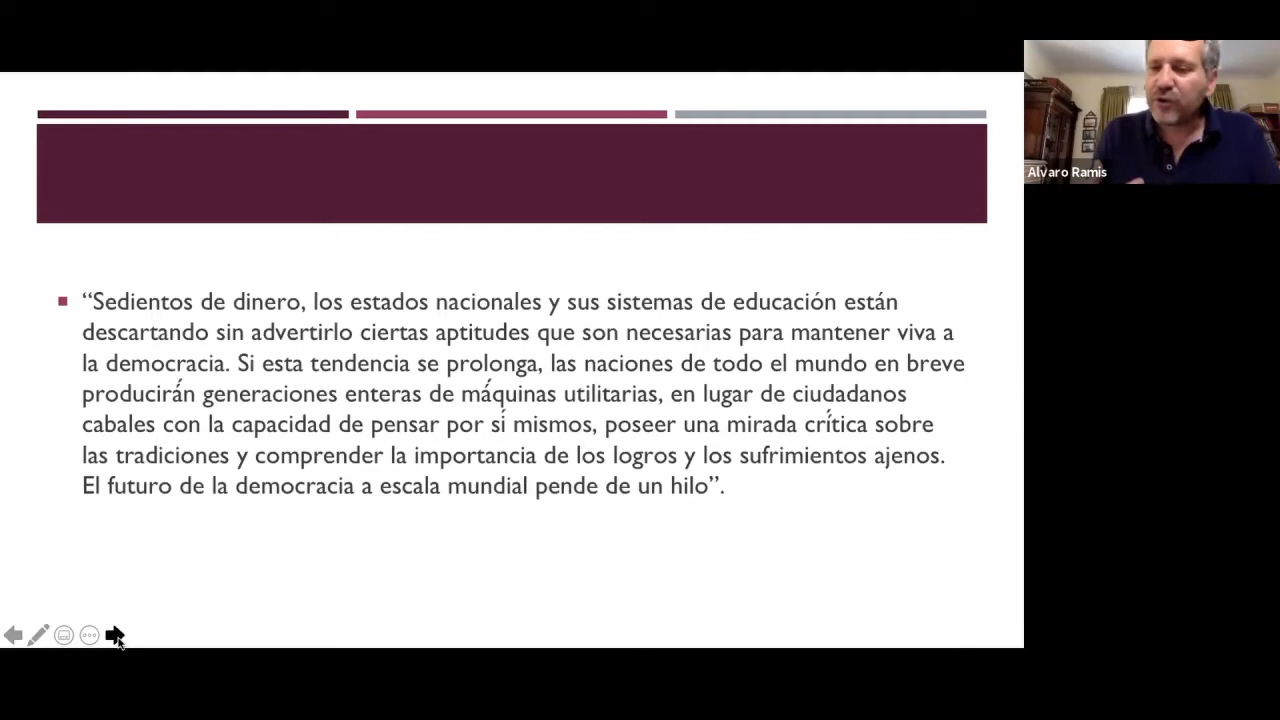 Alvaro Ramis
“Sedientos de dinero, los estados nacionales y sus sistemas de educación están
descartando sin advertirlo ciertas aptitudes que son necesarias para mantener viva a
la democracia. Si esta tendencia se prolonga, las naciones de todo el mundo en breve
producirán generaciones enteras de máquinas utilitarias, en lugar de ciudadanos
cabales con la capacidad de pensar por sí mismos, poseer una mirada crítica sobre
las tradiciones y comprender la importancia de los logros y los sufrimientos ajenos.
El futuro de la democracia a escala mundial pende de un hilo”.